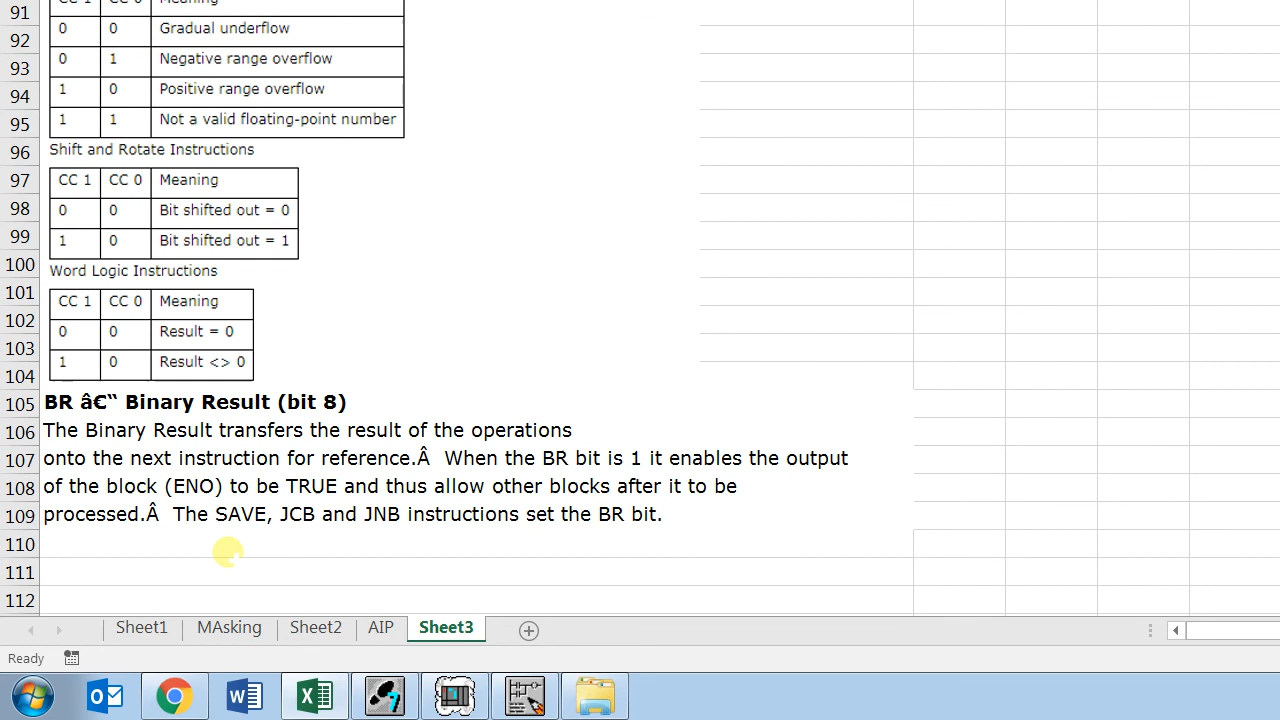 91 CC 1 CC 0 Meaning
92 0 0 Gradual underflow
93 0 1 Negative range overflow
94 1 0 Positive range overflow
95 1 1 Not a valid floating-point number
96 Shift and Rotate Instructions
97 CC 1 CC 0 Meaning
98 0 0 Bit shifted out = 0
99 1 0 Bit shifted out = 1
100 Word Logic Instructions
101 CC 1 CC 0 Meaning
102 0 0 Result = 0
103 1 0 Result <> 0
104
105 BR â€“ Binary Result (bit 8)
106 The Binary Result transfers the result of the operations
107 onto the next instruction for reference.Â When the BR bit is 1 it enables the output
108 of the block (ENO) to be TRUE and thus allow other blocks after it to be
109 processed.Â The SAVE, JCB and JNB instructions set the BR bit.
110
111
112
Sheet1 MAsking Sheet2 AIP Sheet3
Ready